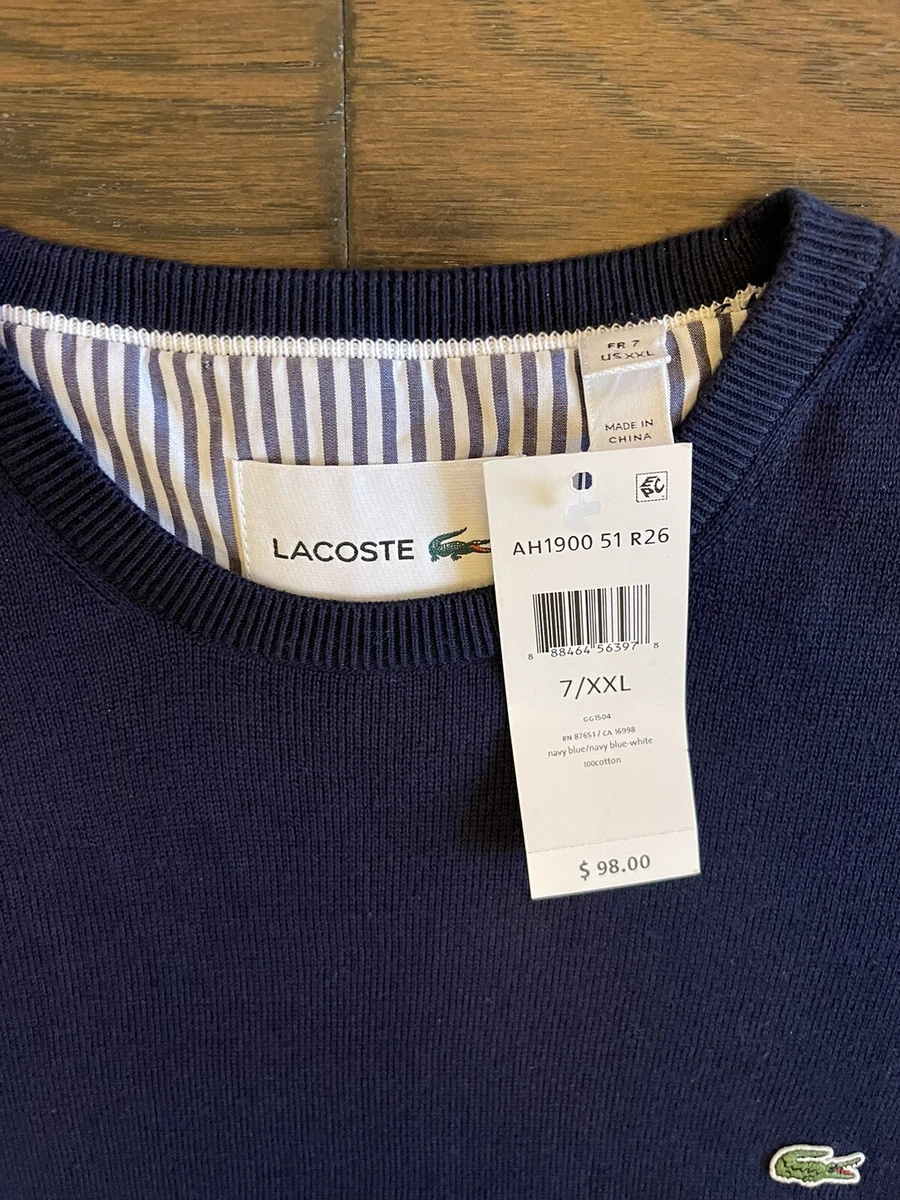 FR 7
US XXL
MADE IN
CHINA
LACOSTE
EPC
AH1900 51 R26
8 88464 56397 8
7/XXL
GG1504
RN 87651 / CA 16998
navy blue/navy blue-white
100cotton
$ 98.00